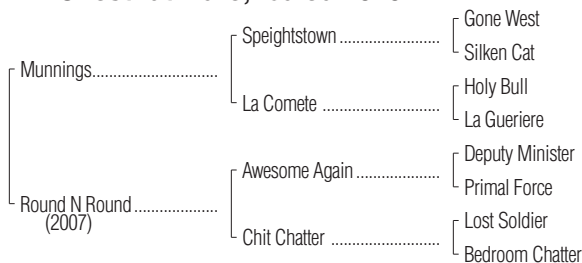 Gone West
Speightstown
Silken Cat
Munnings
Holy Bull
La Comete
La Gueriere
Deputy Minister
Awesome Again
Primal Force
Round N Round
(2007)
Lost Soldier
Chit Chatter
Bedroom Chatter